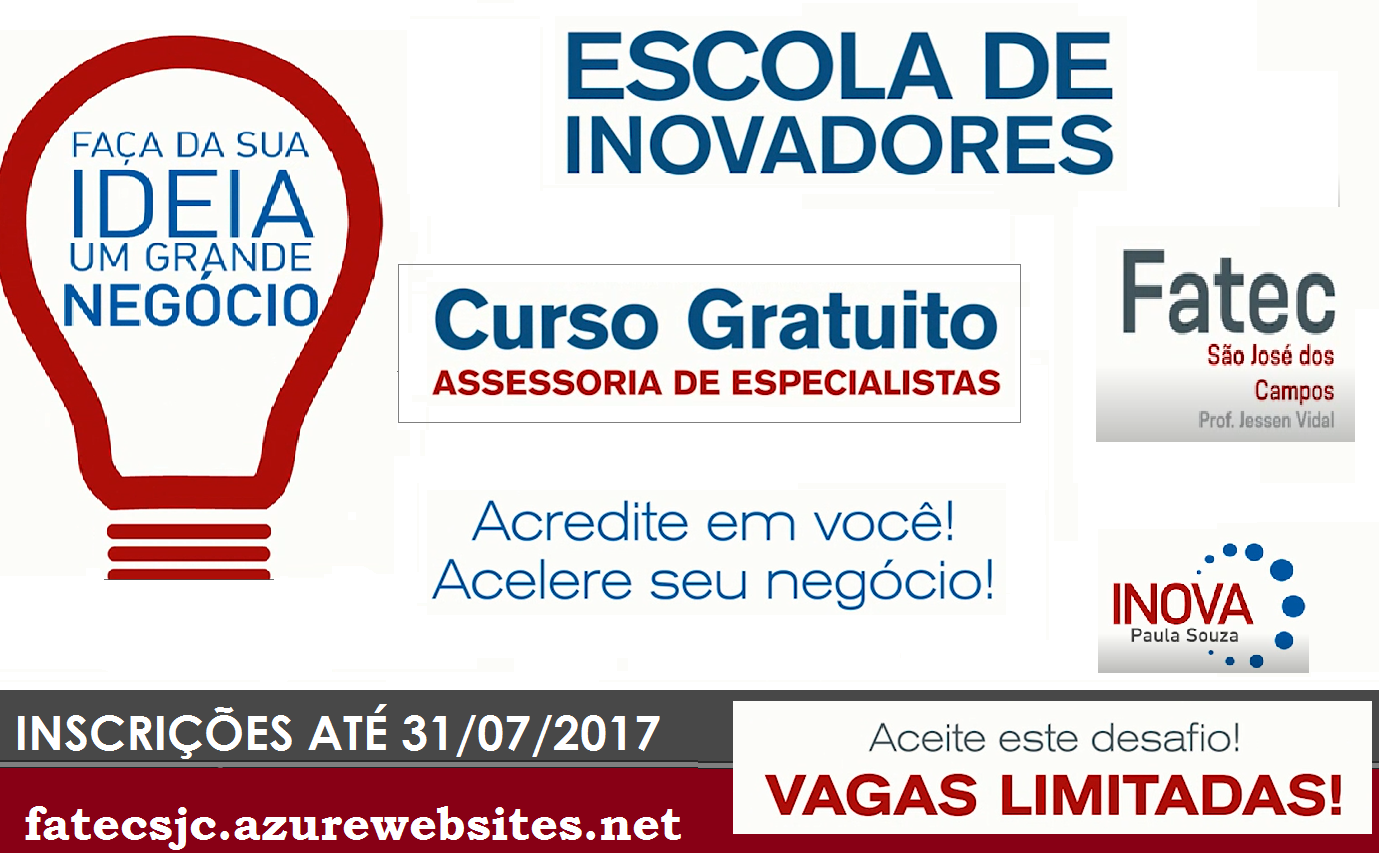 ESCOLA DE
INOVADORES
FAÇA DA SUA
IDEIA
UM GRANDE
NEGÓCIO
Curso Gratuito
ASSESSORIA DE ESPECIALISTAS
Fatec
São José dos
Campos
Prof. Jessen Vidal
Acredite em você!
Acelere seu negócio!
INOVA
Paula Souza
INSCRIÇÕES ATÉ 31/07/2017
fatecsjc.azurewebsites.net
Aceite este desafio!
VAGAS LIMITADAS!